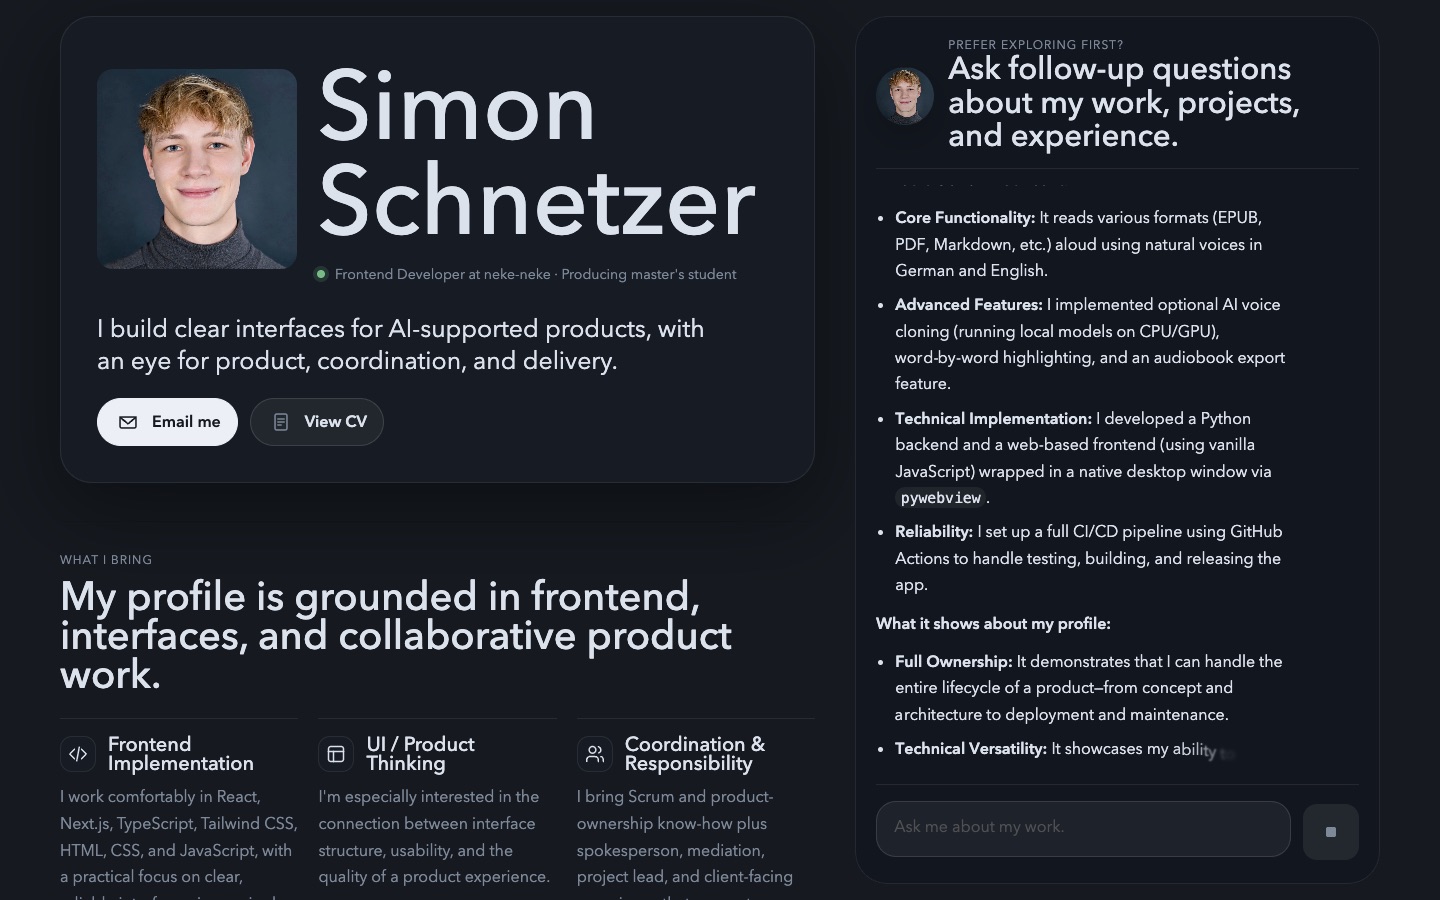 Simon
Schnetzer
Frontend Developer at neke-neke · Producing master's student
I build clear interfaces for AI-supported products, with
an eye for product, coordination, and delivery.
Email me
View CV
WHAT I BRING
My profile is grounded in frontend,
interfaces, and collaborative product
work.
Frontend
Implementation
I work comfortably in React,
Next.js, TypeScript, Tailwind CSS,
HTML, CSS, and JavaScript, with
a practical focus on clear,
UI / Product
Thinking
I'm especially interested in the
connection between interface
structure, usability, and the
quality of a product experience.
Coordination &
Responsibility
I bring Scrum and product-
ownership know-how plus
spokesperson, mediation,
project lead, and client-facing
PREFER EXPLORING FIRST?
Ask follow-up questions
about my work, projects,
and experience.
• Core Functionality: It reads various formats (EPUB,
PDF, Markdown, etc.) aloud using natural voices in
German and English.
• Advanced Features: I implemented optional AI voice
cloning (running local models on CPU/GPU),
word-by-word highlighting, and an audiobook export
feature.
• Technical Implementation: I developed a Python
backend and a web-based frontend (using vanilla
JavaScript) wrapped in a native desktop window via
pywebview.
• Reliability: I set up a full CI/CD pipeline using GitHub
Actions to handle testing, building, and releasing the
app.
What it shows about my profile:
• Full Ownership: It demonstrates that I can handle the
entire lifecycle of a product—from concept and
architecture to deployment and maintenance.
• Technical Versatility: It showcases my ability to
Ask me about my work.